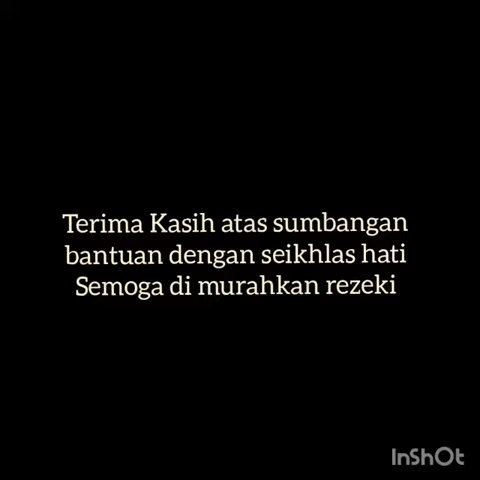 Terima Kasih atas sumbangan
bantuan dengan seikhlas hati
Semoga di murahkan rezeki
InShOt